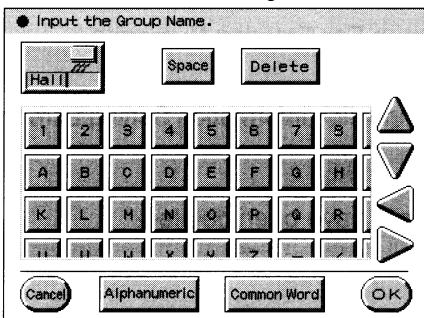 ● Input the Group Name.
Hall
Space
Delete
1 2 3 4 5 6 7 8
A B C D E F G H
K L M N O P Q R
Cancel
Alphanumeric
Common Word
OK